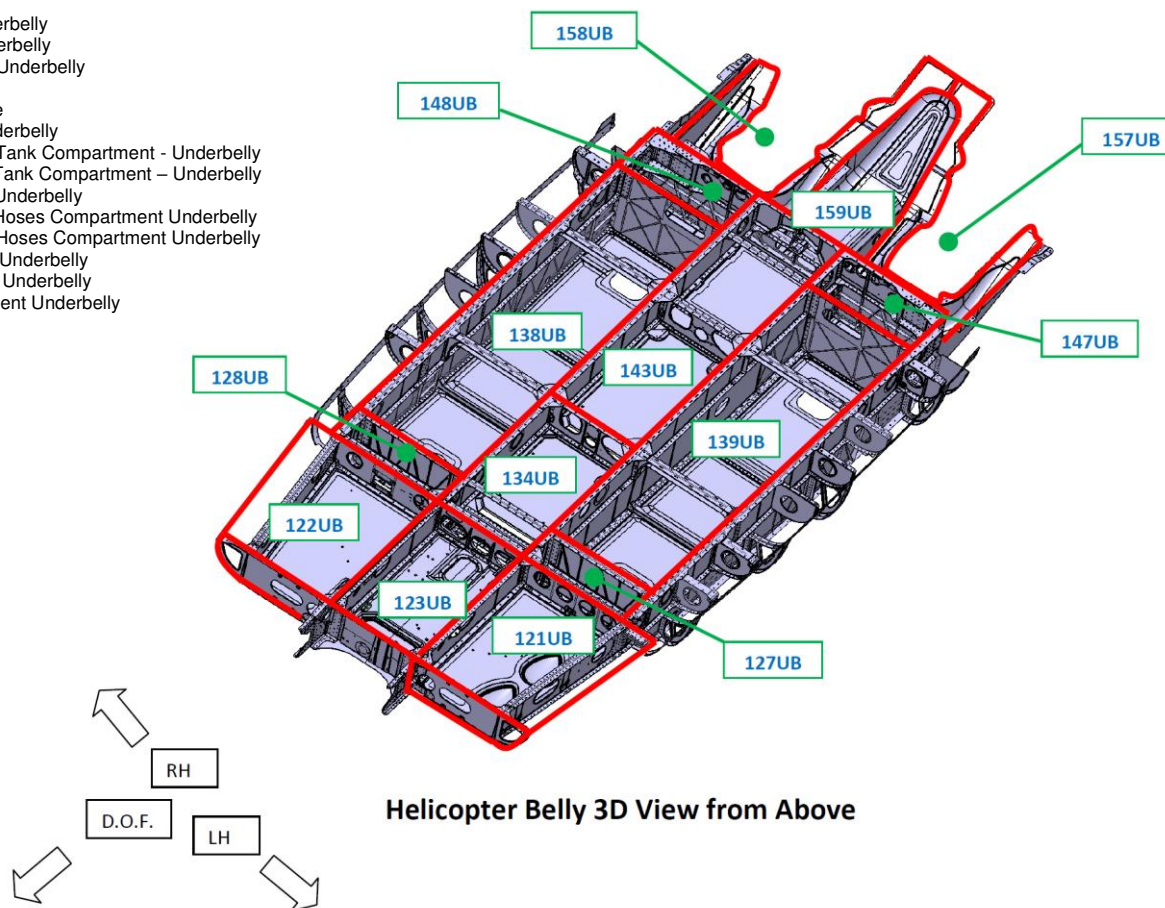 erbelly
erbelly
Underbelly
e
derbelly
Tank Compartment - Underbelly
Tank Compartment – Underbelly
Underbelly
Hoses Compartment Underbelly
Hoses Compartment Underbelly
Underbelly
Underbelly
ent Underbelly
158UB
148UB
157UB
159UB
138UB
147UB
128UB
143UB
139UB
134UB
122UB
123UB
121UB
127UB
RH
D.O.F.
LH
Helicopter Belly 3D View from Above